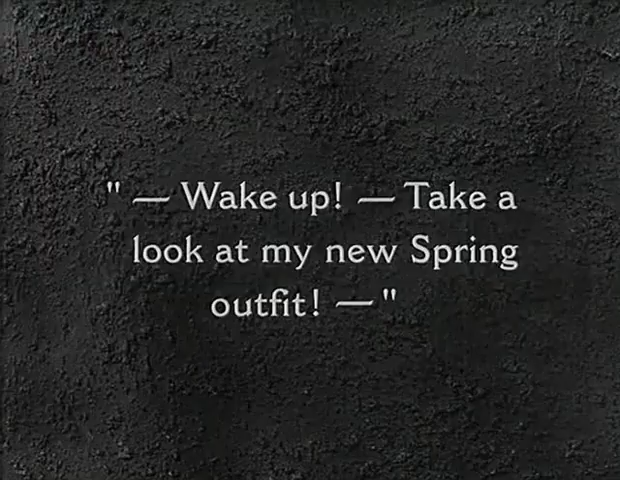 " — Wake up! — Take a
look at my new Spring
outfit! — "